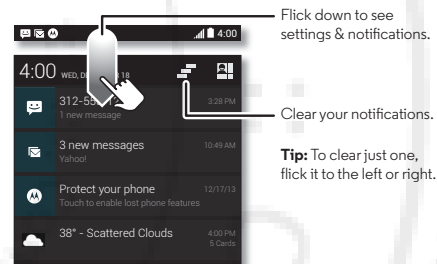 Flick down to see
settings & notifications.
4:00
4:00 WED, DE 18
312-55 12 3:28 PM
1 new message
Clear your notifications.
3 new messages 10:49 AM
Yahoo!
Tip: To clear just one,
flick it to the left or right.
Protect your phone 12/17/13
Touch to enable lost phone features
38° - Scattered Clouds 4:00 PM
5 Cards